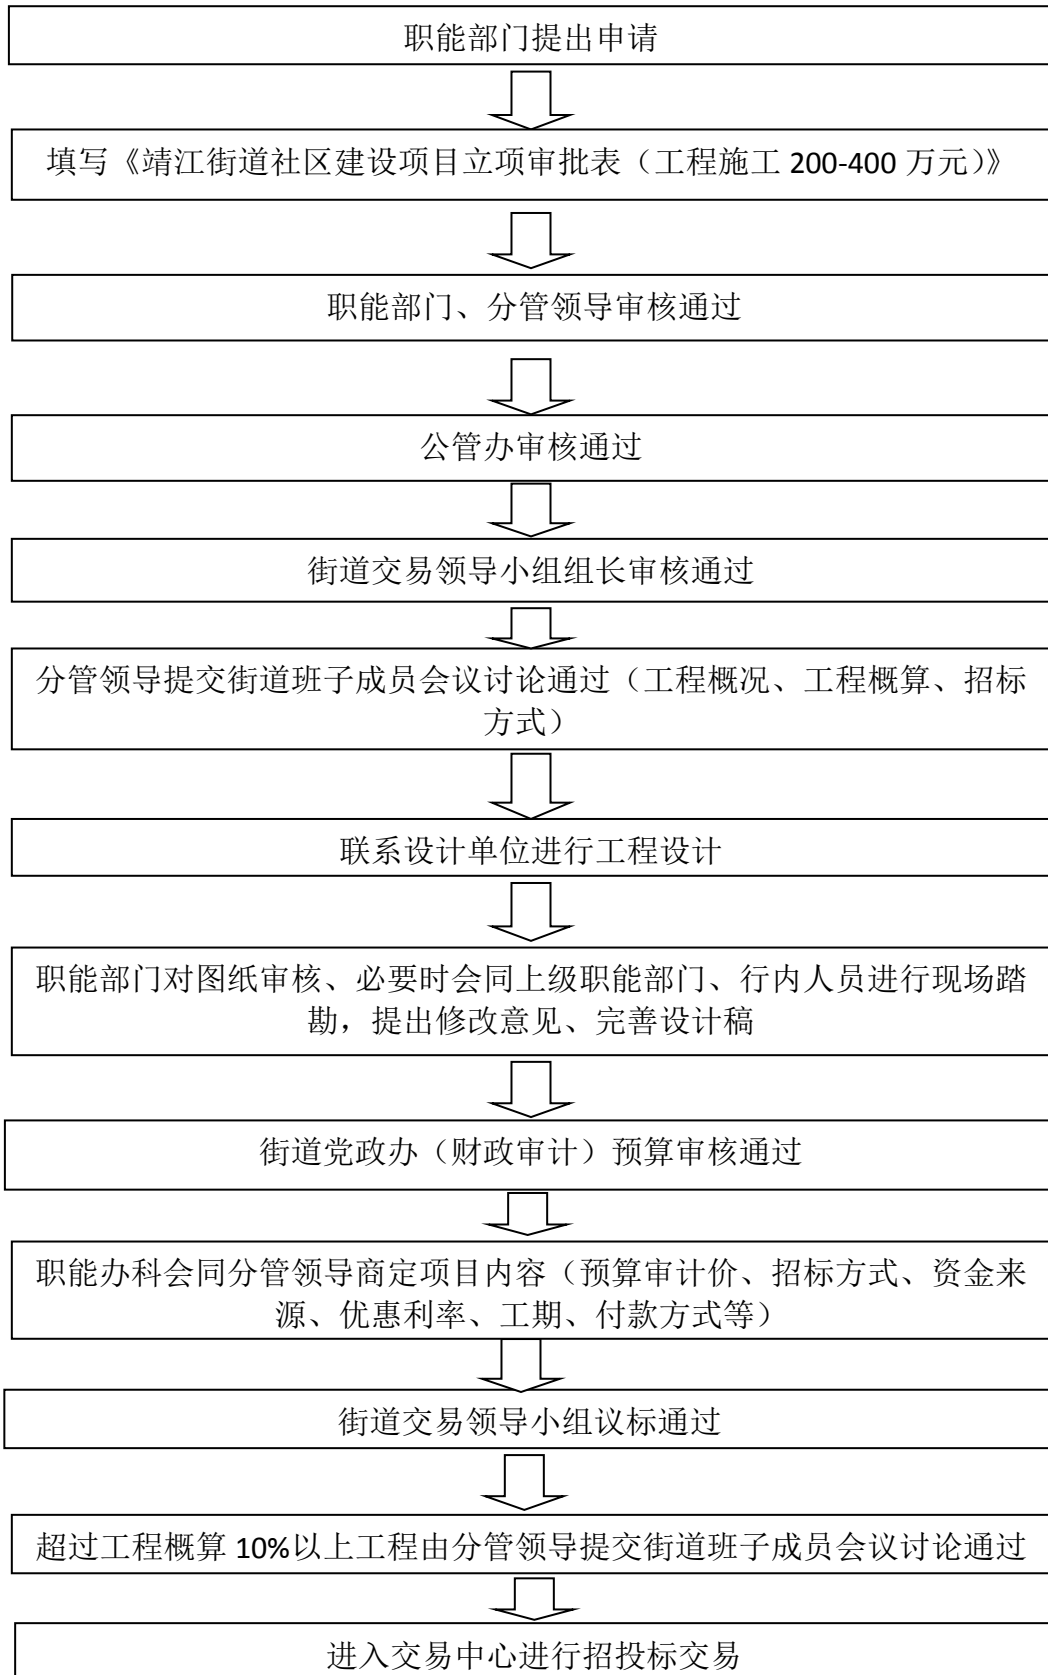 职能部门提出申请
填写《靖江街道社区建设项目立项审批表（工程施工 200-400 万元）》
职能部门、分管领导审核通过
公管办审核通过
街道交易领导小组组长审核通过
分管领导提交街道班子成员会议讨论通过（工程概况、工程概算、招标
方式）
联系设计单位进行工程设计
职能部门对图纸审核、必要时会同上级职能部门、行内人员进行现场踏
勘，提出修改意见、完善设计稿
街道党政办（财政审计）预算审核通过
职能办科会同分管领导商定项目内容（预算审计价、招标方式、资金来
源、优惠利率、工期、付款方式等）
街道交易领导小组议标通过
超过工程概算 10%以上工程由分管领导提交街道班子成员会议讨论通过
进入交易中心进行招投标交易